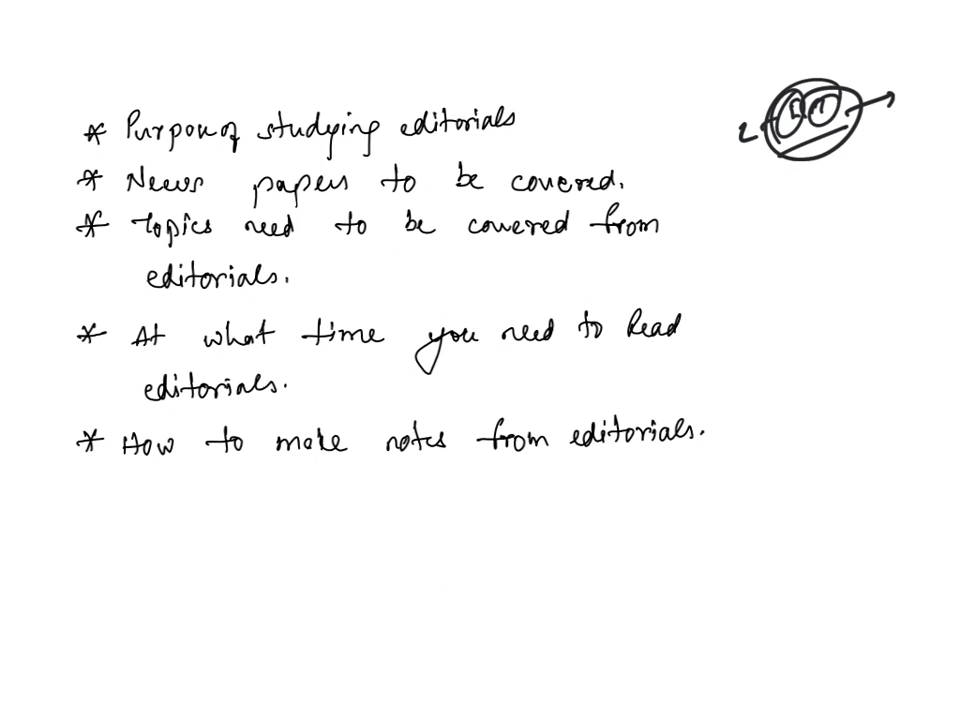 * Purpose of studying editorials
* News papers to be covered.
* Topics need to be covered from
editorials.
* At what time you need to Read
editorials.
* How to make notes from editorials.